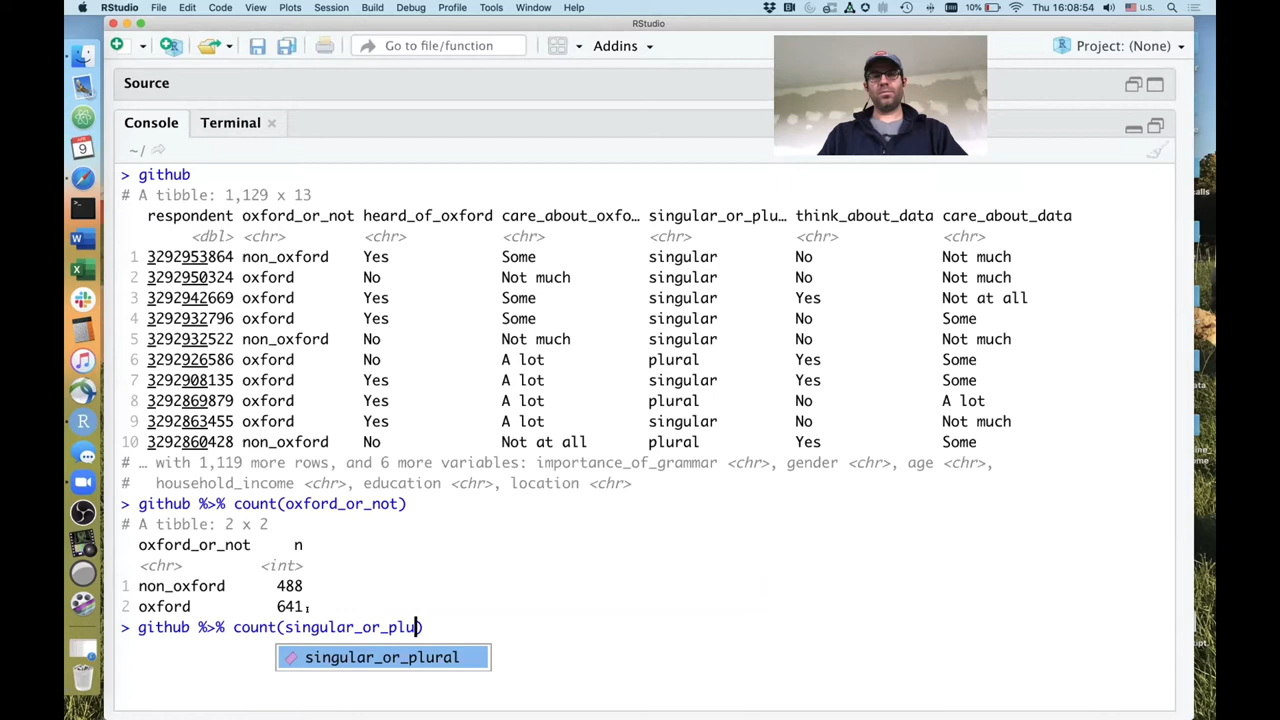 RStudio File Edit Code View Plots Session Build Debug Profile Tools Window Help 10% Thu 16:08:54 U.S.
RStudio
Go to file/function Addins Project: (None)
Source
Console Terminal
~/
> github
# A tibble: 1,129 x 13
respondent oxford_or_not heard_of_oxford care_about_oxfo… singular_or_plu… think_about_data care_about_data
<dbl> <chr> <chr> <chr> <chr> <chr> <chr>
1 3292953864 non_oxford Yes Some singular No Not much
2 3292950324 oxford No Not much singular No Not much
3 3292942669 oxford Yes Some singular Yes Not at all
4 3292932796 oxford Yes Some singular No Some
5 3292932522 non_oxford No Not much singular No Not much
6 3292926586 oxford No A lot plural Yes Some
7 3292908135 oxford Yes A lot singular Yes Some
8 3292869879 oxford Yes A lot plural No A lot
9 3292863455 oxford Yes A lot singular No Not much
10 3292860428 non_oxford No Not at all plural Yes Some
# … with 1,119 more rows, and 6 more variables: importance_of_grammar <chr>, gender <chr>, age <chr>,
# household_income <chr>, education <chr>, location <chr>
> github %>% count(oxford_or_not)
# A tibble: 2 x 2
oxford_or_not n
<chr> <int>
1 non_oxford 488
2 oxford 641
> github %>% count(singular_or_plu)
singular_or_plural